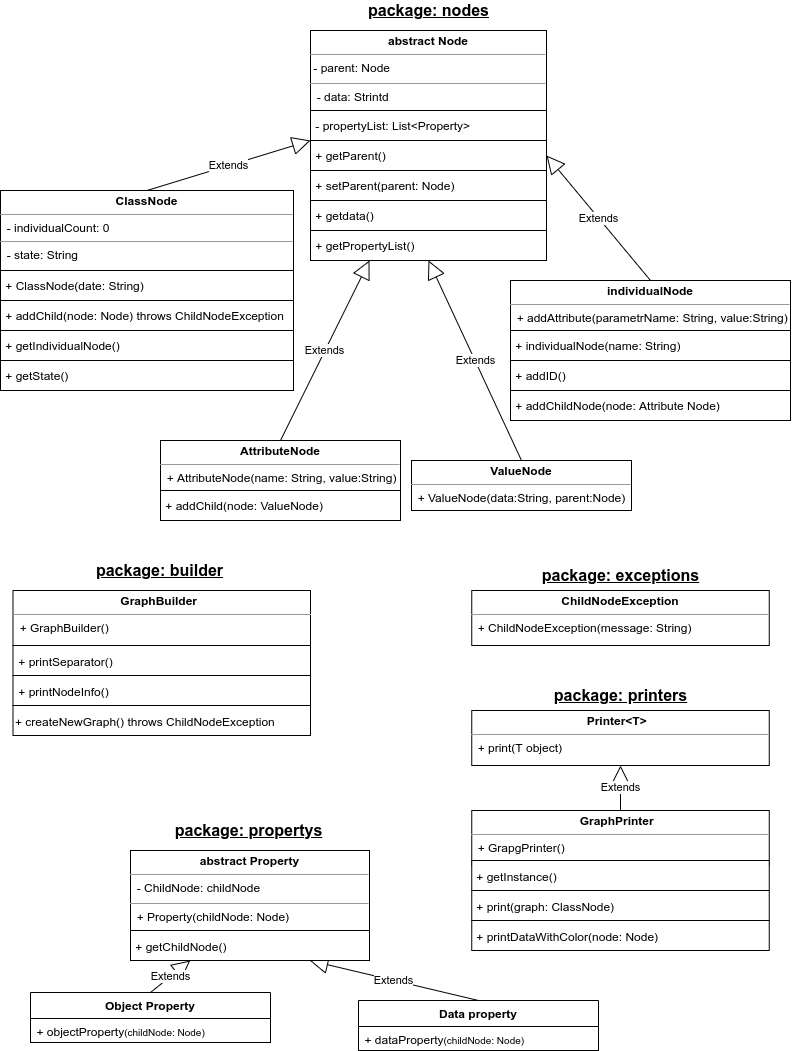 package: nodes
abstract Node
- parent: Node
- data: Strintd
- propertyList: List<Property>
+ getParent()
+ setParent(parent: Node)
+ getdata()
+ getPropertyList()
Extends
ClassNode
- individualCount: 0
- state: String
+ ClassNode(date: String)
+ addChild(node: Node) throws ChildNodeException
+ getIndividualNode()
+ getState()
Extends
individualNode
+ addAttribute(parametrName: String, value:String)
+ individualNode(name: String)
+ addID()
+ addChildNode(node: Attribute Node)
Extends
Extends
AttributeNode
+ AttributeNode(name: String, value:String)
+ addChild(node: ValueNode)
ValueNode
+ ValueNode(data:String, parent:Node)
package: builder
GraphBuilder
+ GraphBuilder()
+ printSeparator()
+ printNodeInfo()
+ createNewGraph() throws ChildNodeException
package: exceptions
ChildNodeException
+ ChildNodeException(message: String)
package: printers
Printer<T>
+ print(T object)
Extends
GraphPrinter
+ GrapgPrinter()
+ getInstance()
+ print(graph: ClassNode)
+ printDataWithColor(node: Node)
package: propertys
abstract Property
- ChildNode: childNode
+ Property(childNode: Node)
+ getChildNode()
Extends
Extends
Object Property
+ objectProperty(childNode: Node)
Data property
+ dataProperty(childNode: Node)